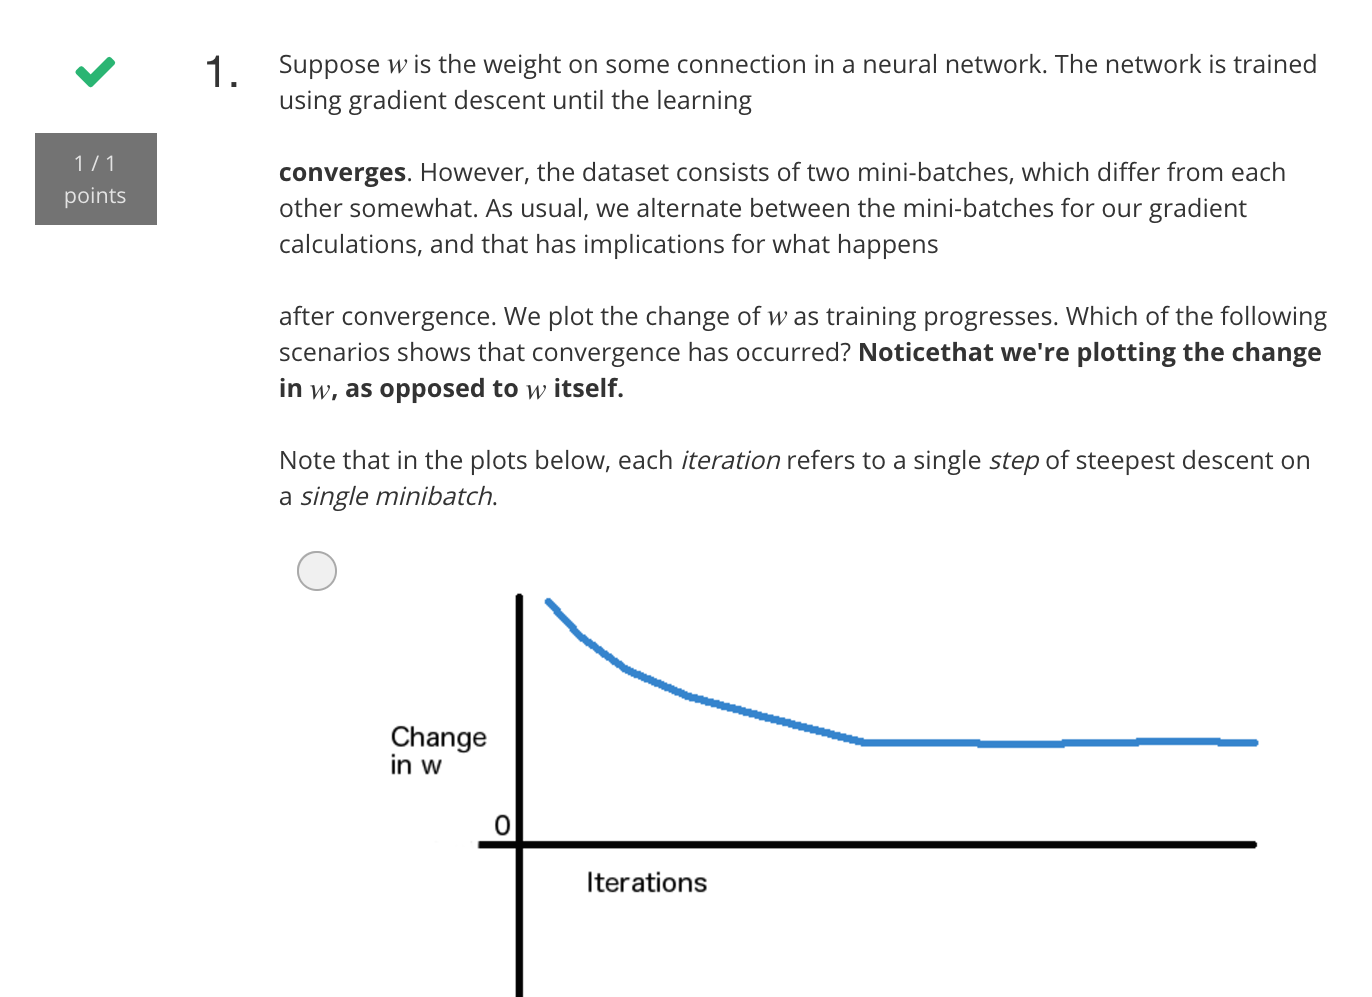 1.
Suppose w is the weight on some connection in a neural network. The network is trained
using gradient descent until the learning
1 / 1
points
converges. However, the dataset consists of two mini-batches, which differ from each
other somewhat. As usual, we alternate between the mini-batches for our gradient
calculations, and that has implications for what happens
after convergence. We plot the change of w as training progresses. Which of the following
scenarios shows that convergence has occurred? Noticethat we're plotting the change
in w, as opposed to w itself.
Note that in the plots below, each iteration refers to a single step of steepest descent on
a single minibatch.
Change
in w
0
Iterations